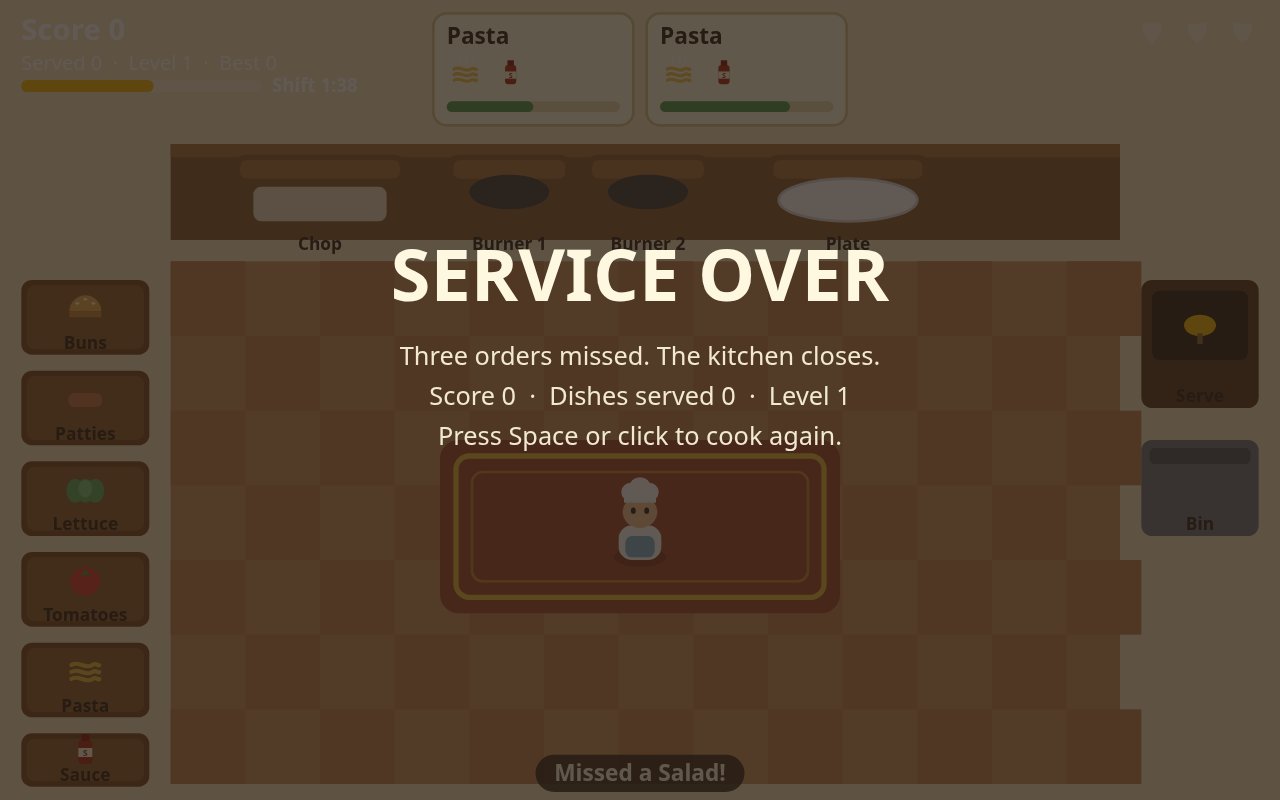 Score 0
Served 0 · Level 1 · Best 0
Shift 1:38
Pasta
Pasta
Chop
Burner 1
Burner 2
Plate
SERVICE OVER
Three orders missed. The kitchen closes.
Score 0 · Dishes served 0 · Level 1
Press Space or click to cook again.
Buns
Patties
Lettuce
Tomatoes
Pasta
Sauce
Serve
Bin
Missed a Salad!